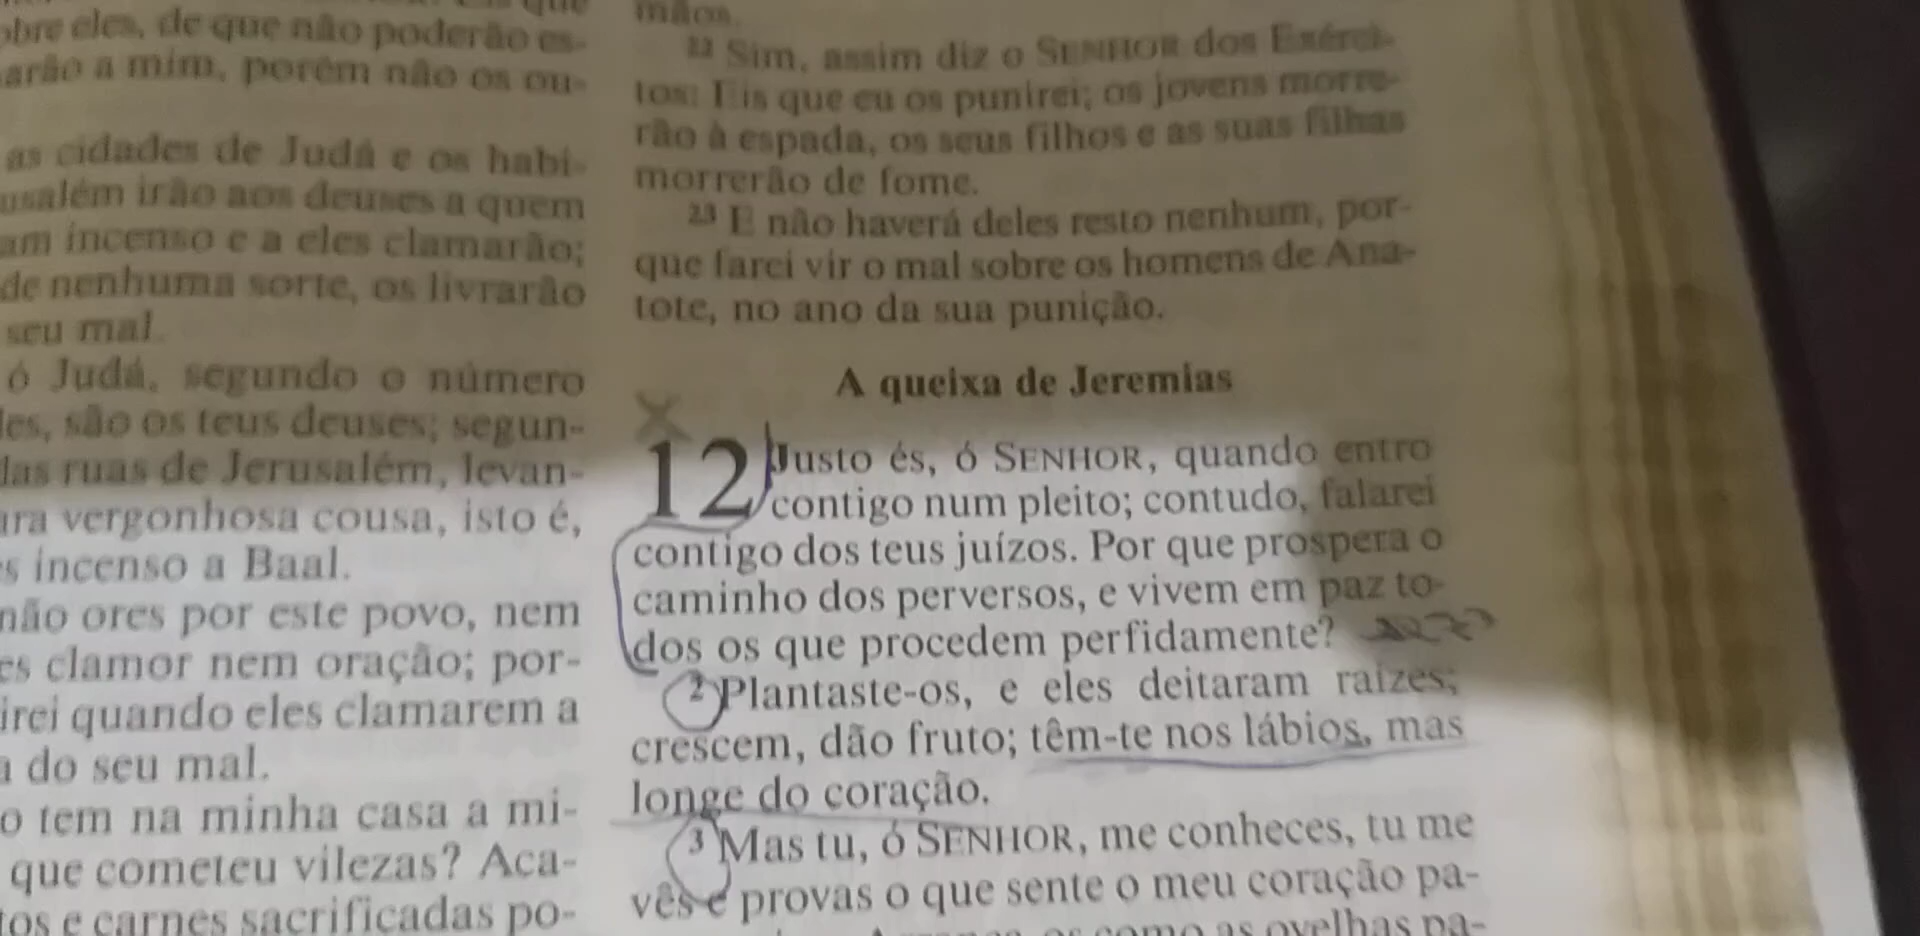 obre eles, de que não poderão es-
arão a mim, porém não os ou-
as cidades de Judá e os habi-
usalém irão aos deuses a quem
am incenso e a eles clamarão;
de nenhuma sorte, os livrarão
seu mal.
ó Judá, segundo o número
les, são os teus deuses; segun-
das ruas de Jerusalém, levan-
ara vergonhosa cousa, isto é,
s incenso a Baal.
não ores por este povo, nem
es clamor nem oração; por-
irei quando eles clamarem a
a do seu mal.
o tem na minha casa a mi-
que cometeu vilezas? Aca-
tos e carnes sacrificadas po-
mãos.
22 Sim, assim diz o SENHOR dos Exérci-
tos: Eis que eu os punirei; os jovens morre-
rão à espada, os seus filhos e as suas filhas
morrerão de fome.
23 E não haverá deles resto nenhum, por-
que farei vir o mal sobre os homens de Ana-
tote, no ano da sua punição.
A queixa de Jeremias
12 Justo és, ó SENHOR, quando entro
contigo num pleito; contudo, falarei
contigo dos teus juízos. Por que prospera o
caminho dos perversos, e vivem em paz to-
dos os que procedem perfidamente?
2 Plantaste-os, e eles deitaram raízes;
crescem, dão fruto; têm-te nos lábios, mas
longe do coração.
3 Mas tu, ó SENHOR, me conheces, tu me
vês e provas o que sente o meu coração pa-
como as ovelhas pa-